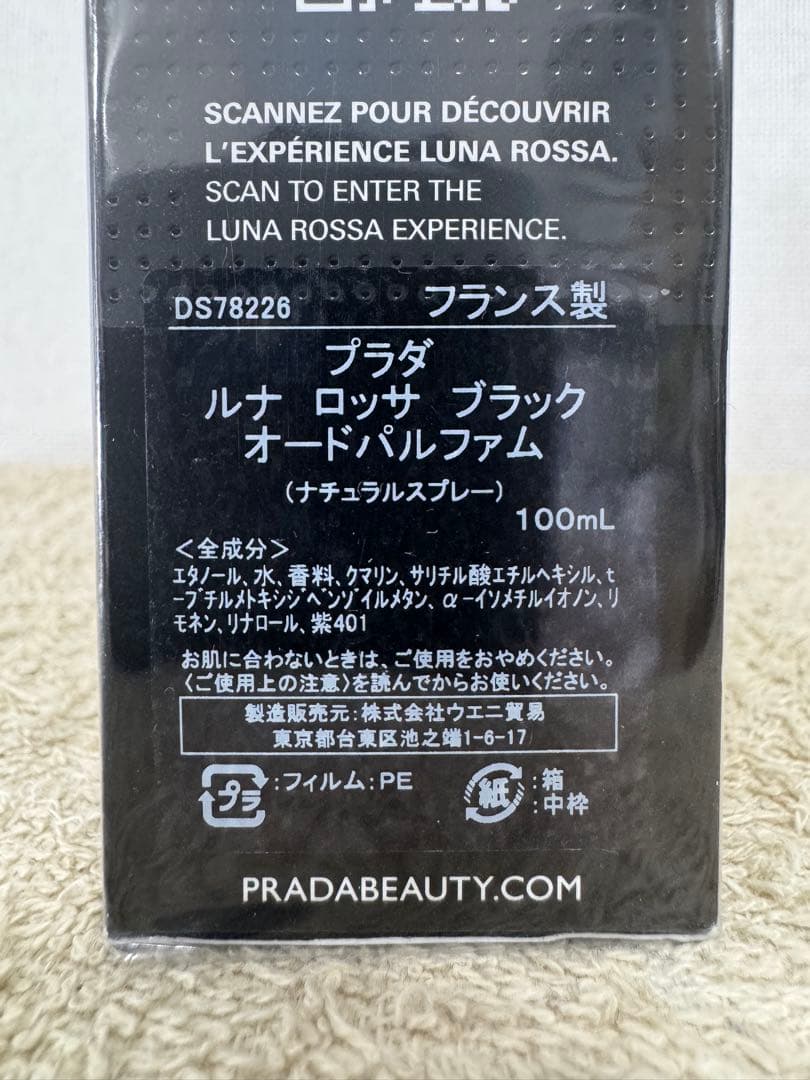 SCANNEZ POUR DÉCOUVRIR
L'EXPÉRIENCE LUNA ROSSA.
SCAN TO ENTER THE
LUNA ROSSA EXPERIENCE.
DS78226 フランス製
プラダ
ルナ ロッサ ブラック
オードパルファム
(ナチュラルスプレー)
100mL
<全成分>
ｴﾀﾉｰﾙ、水、香料、ｸﾏﾘﾝ、ｻﾘﾁﾙ酸ｴﾁﾙﾍｷｼﾙ、t
-ﾌﾞﾁﾙﾒﾄｷｼｼﾞﾍﾞﾝｿﾞｲﾙﾒﾀﾝ、α-ｲｿﾒﾁﾙｲｵﾉﾝ、ﾘ
ﾓﾈﾝ、ﾘﾅﾛｰﾙ、紫401
お肌に合わないときは、ご使用をおやめください。
〈ご使用上の注意〉を読んでからお使いください。
製造販売元:株式会社ウエニ貿易
東京都台東区池之端1-6-17
プラ:フィルム:PE
紙:箱
:中枠
PRADABEAUTY.COM